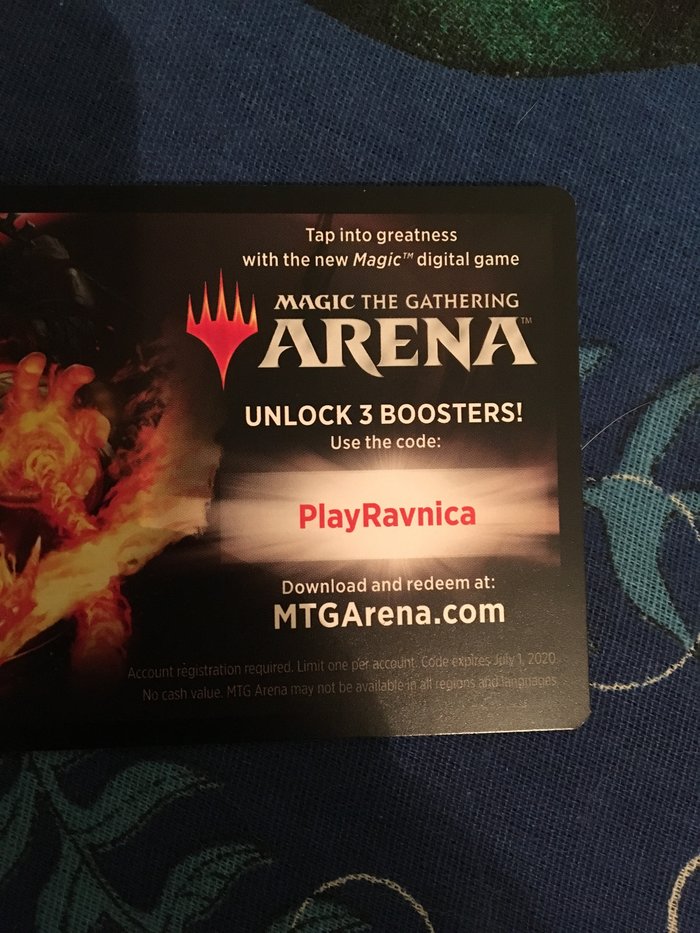 Tap into greatness
with the new Magic™ digital game
MAGIC THE GATHERING
ARENA™
UNLOCK 3 BOOSTERS!
Use the code:
PlayRavnica
Download and redeem at:
MTGArena.com
Account registration required. Limit one per account. Code expires July 1, 2020
No cash value. MTG Arena may not be available in all regions and languages